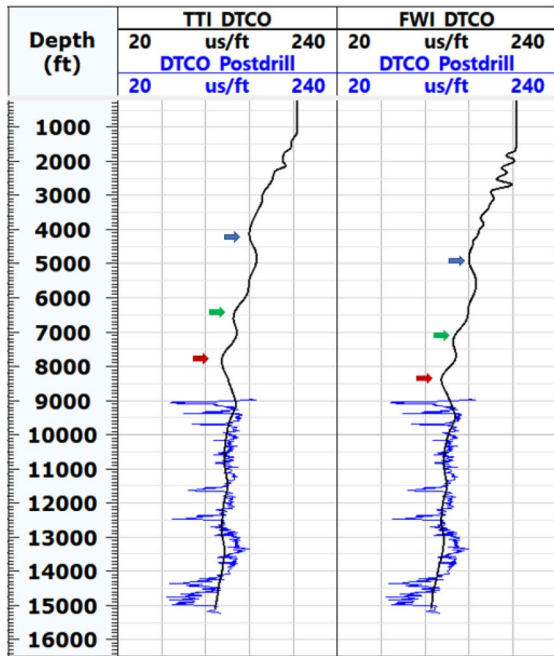 Depth
(ft)
TTI DTCO
20 us/ft 240
DTCO Postdrill
20 us/ft 240
FWI DTCO
20 us/ft 240
DTCO Postdrill
20 us/ft 240
1000
2000
3000
4000
5000
6000
7000
8000
9000
10000
11000
12000
13000
14000
15000
16000